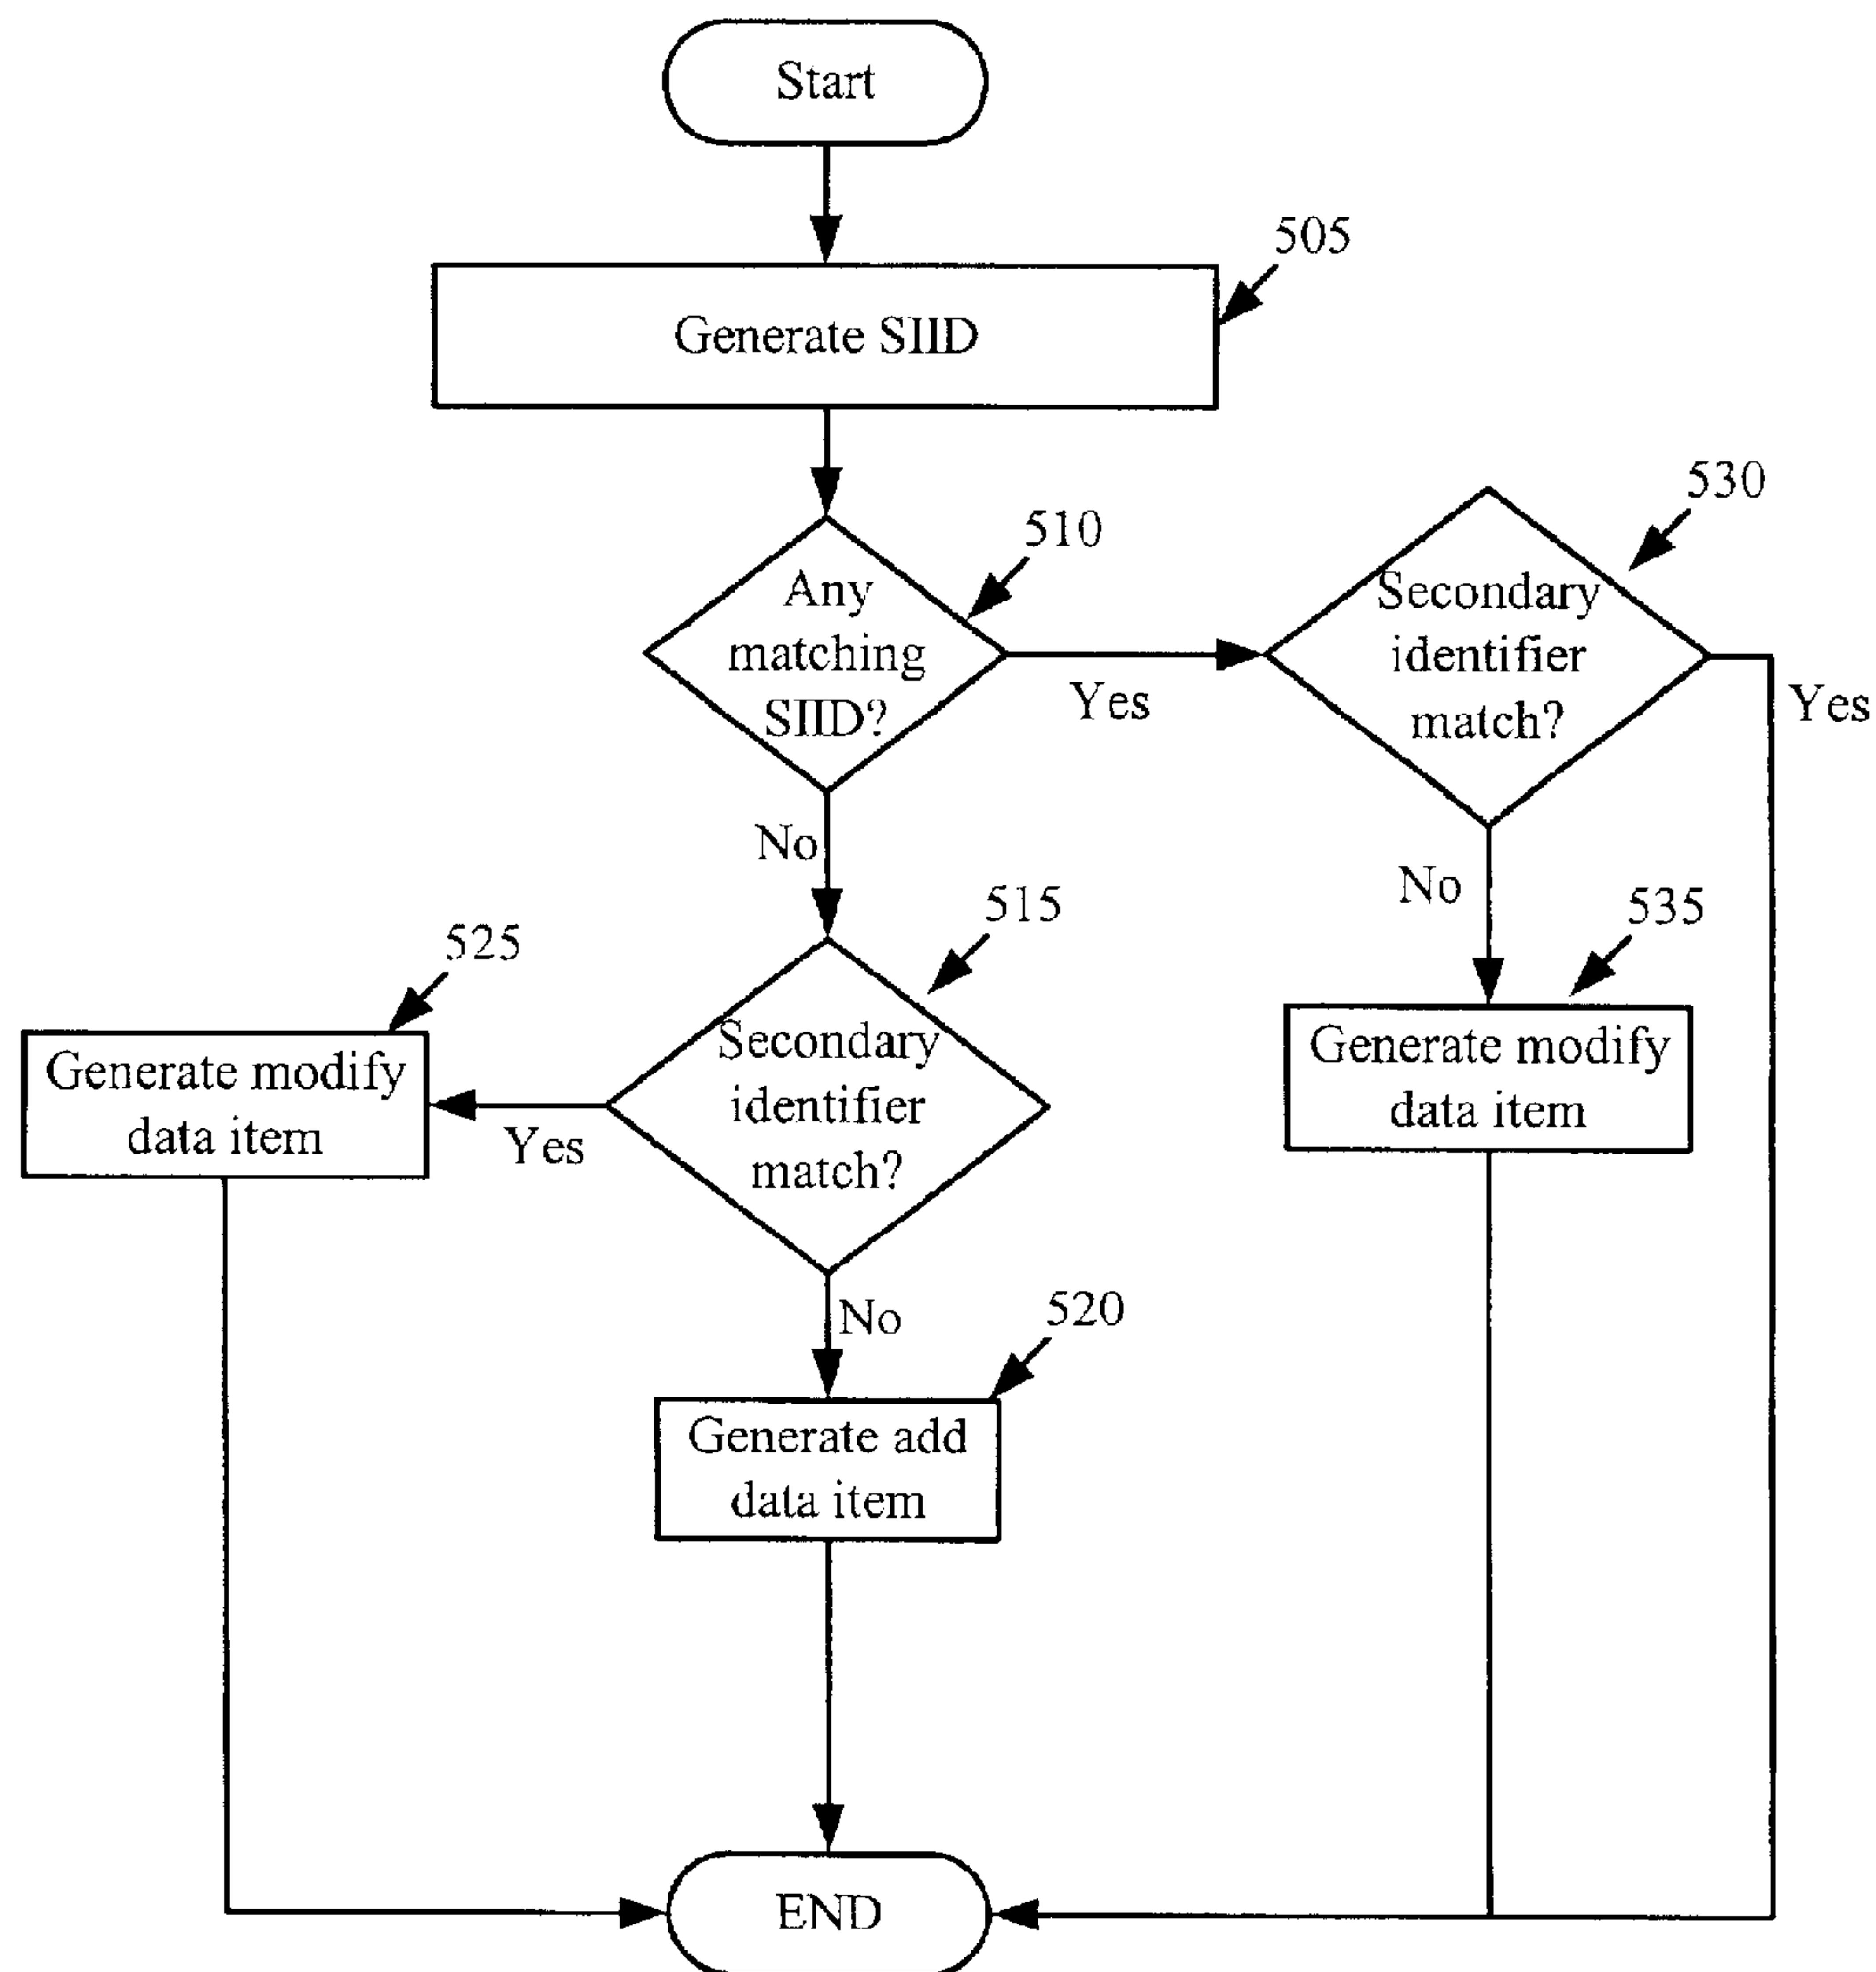 Start
505
Generate SIID
510
530
Any
matching
SIID?
Yes
Secondary
identifier
match?
Yes
No
No
515
535
525
Secondary
identifier
match?
Generate modify
data item
Yes
Generate modify
data item
No
520
Generate add
data item
END